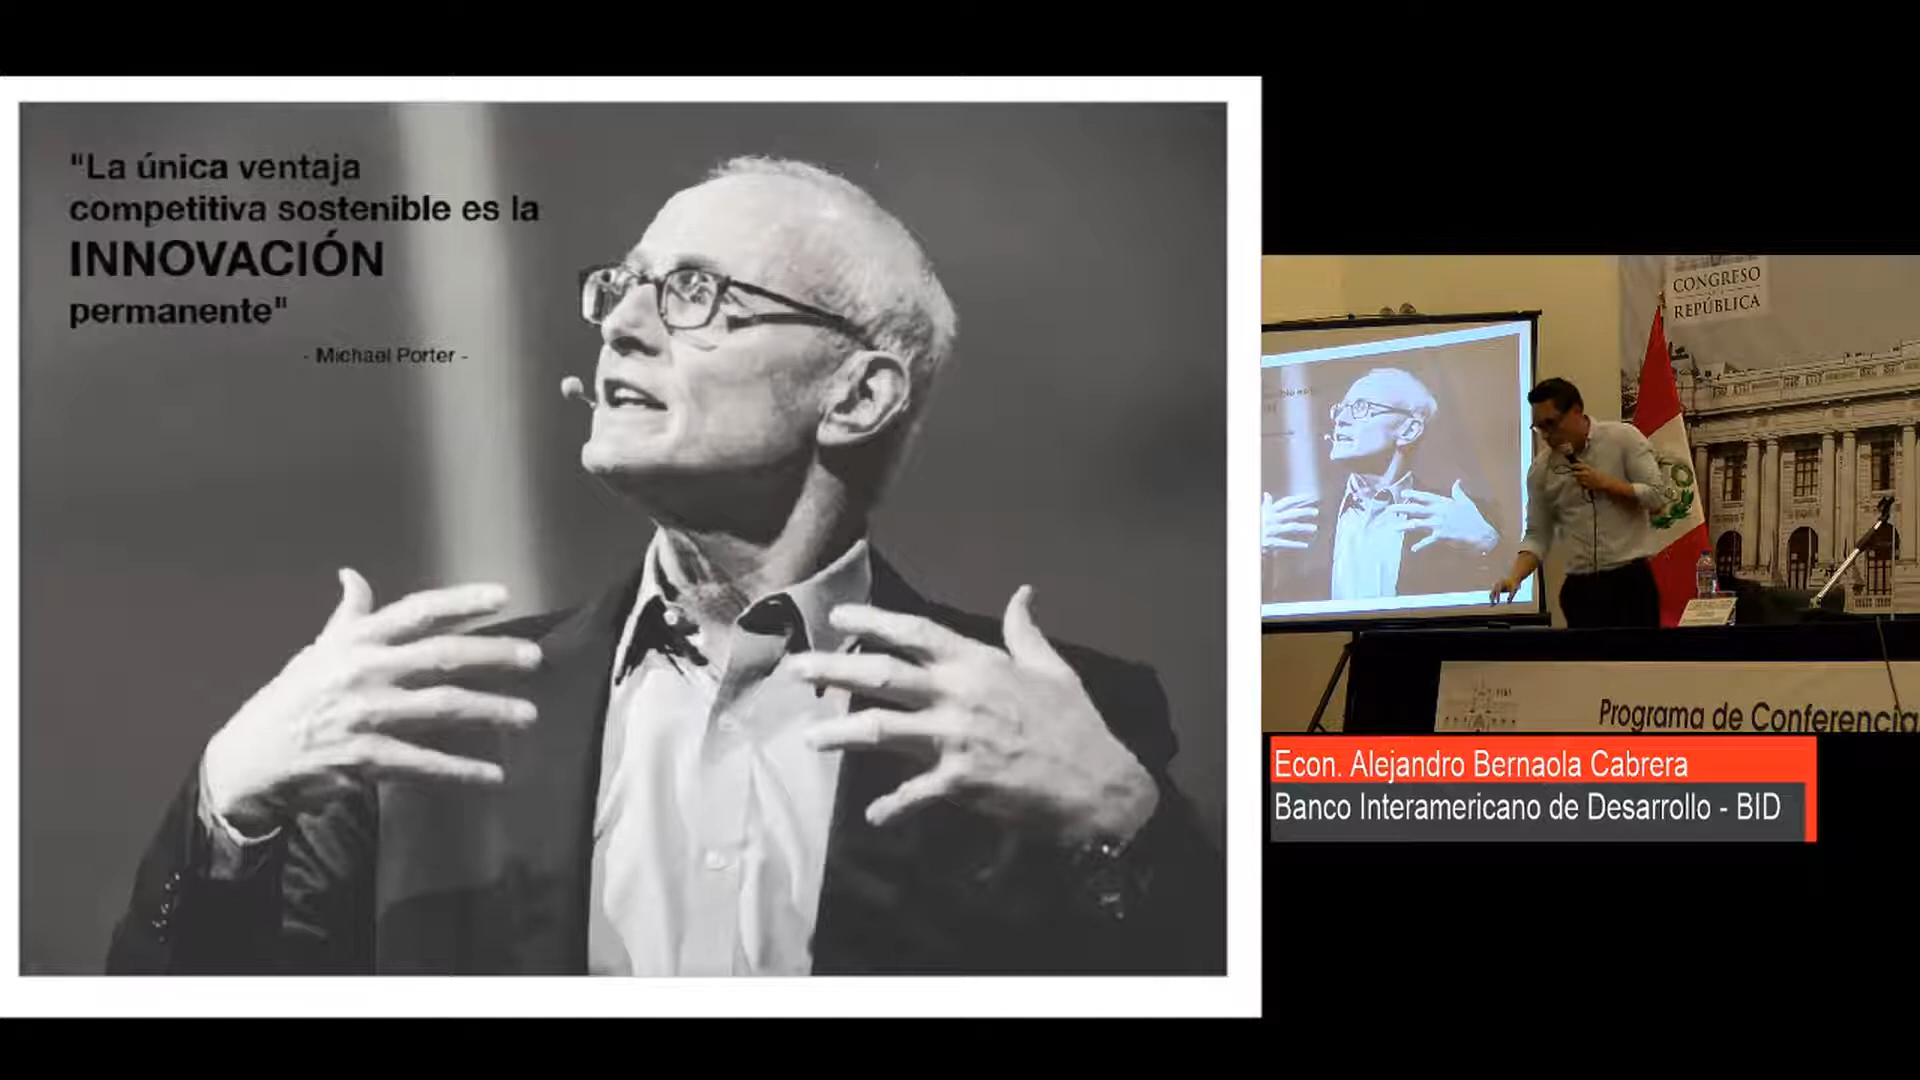 "La única ventaja
competitiva sostenible es la
INNOVACIÓN
permanente"
- Michael Porter -
CONGRESO
REPÚBLICA
Programa de Conferencia
Econ. Alejandro Bernaola Cabrera
Banco Interamericano de Desarrollo - BID